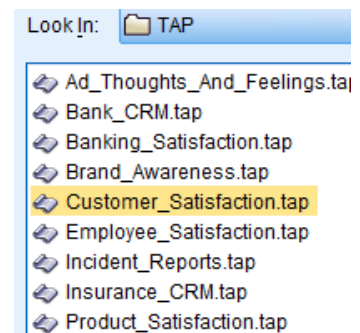 Look In: TAP
Ad_Thoughts_And_Feelings.tap
Bank_CRM.tap
Banking_Satisfaction.tap
Brand_Awareness.tap
Customer_Satisfaction.tap
Employee_Satisfaction.tap
Incident_Reports.tap
Insurance_CRM.tap
Product_Satisfaction.tap